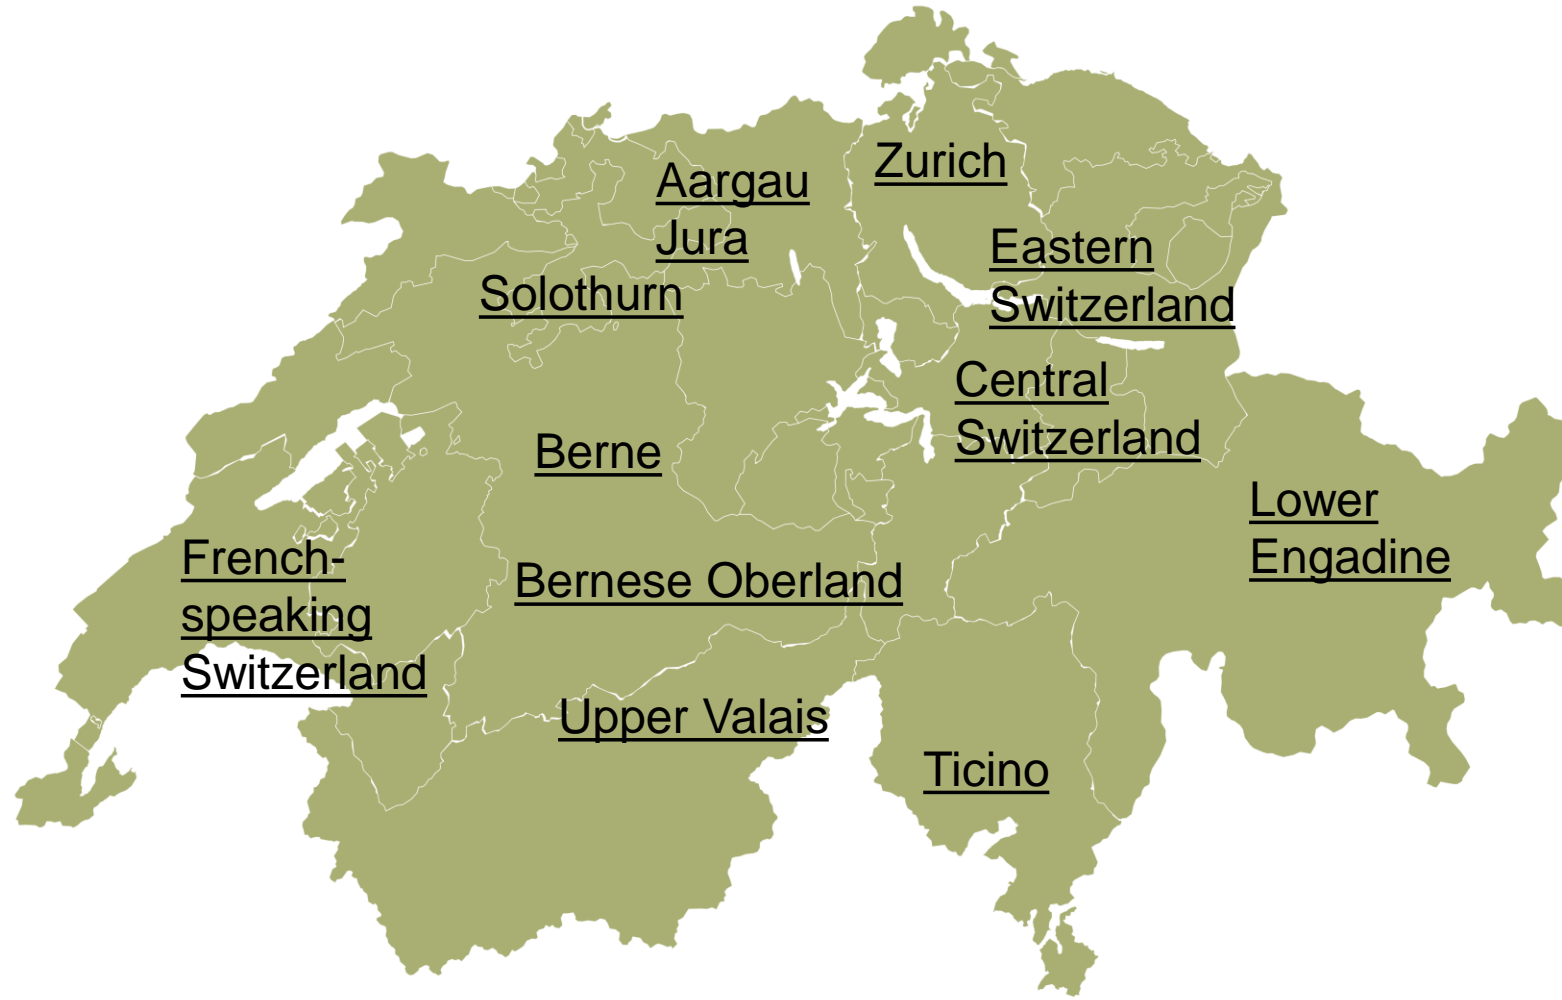 Zurich
Aargau
Jura
Eastern
Switzerland
Solothurn
Central
Switzerland
Berne
Lower
Engadine
French-
speaking
Switzerland
Bernese Oberland
Upper Valais
Ticino